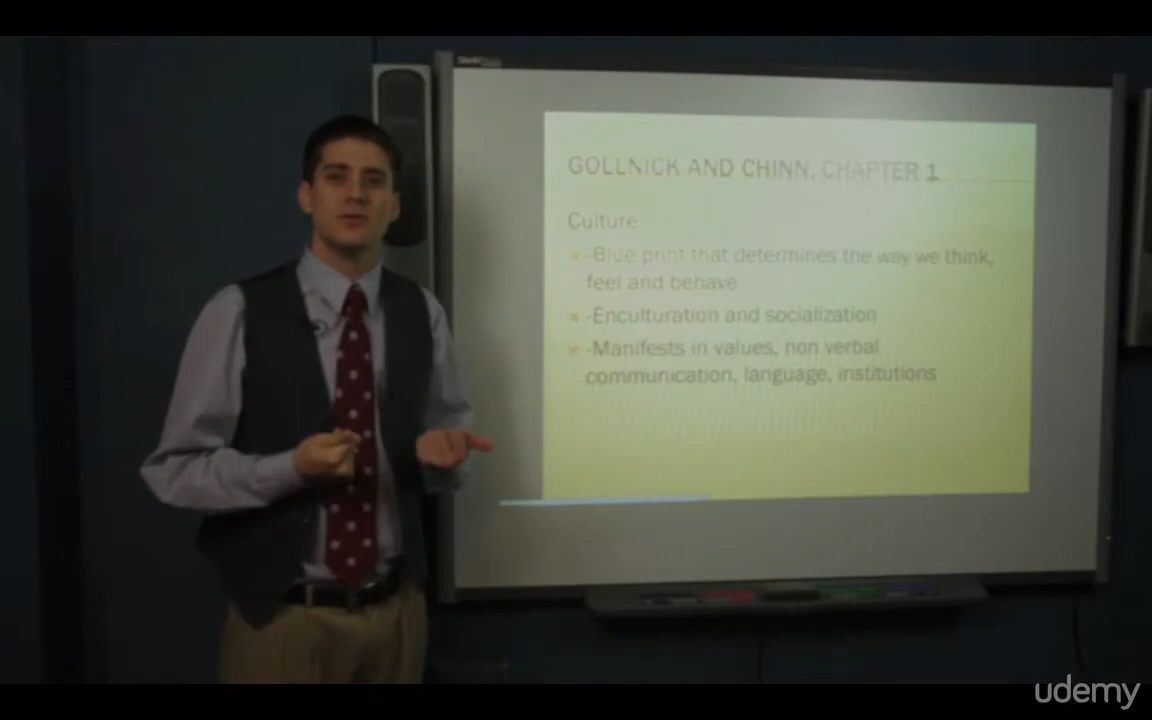 GOLLNICK AND CHINN, CHAPTER 1
Culture
-Blue print that determines the way we think,
feel and behave
-Enculturation and socialization
-Manifests in values, non verbal
communication, language, institutions
udemy